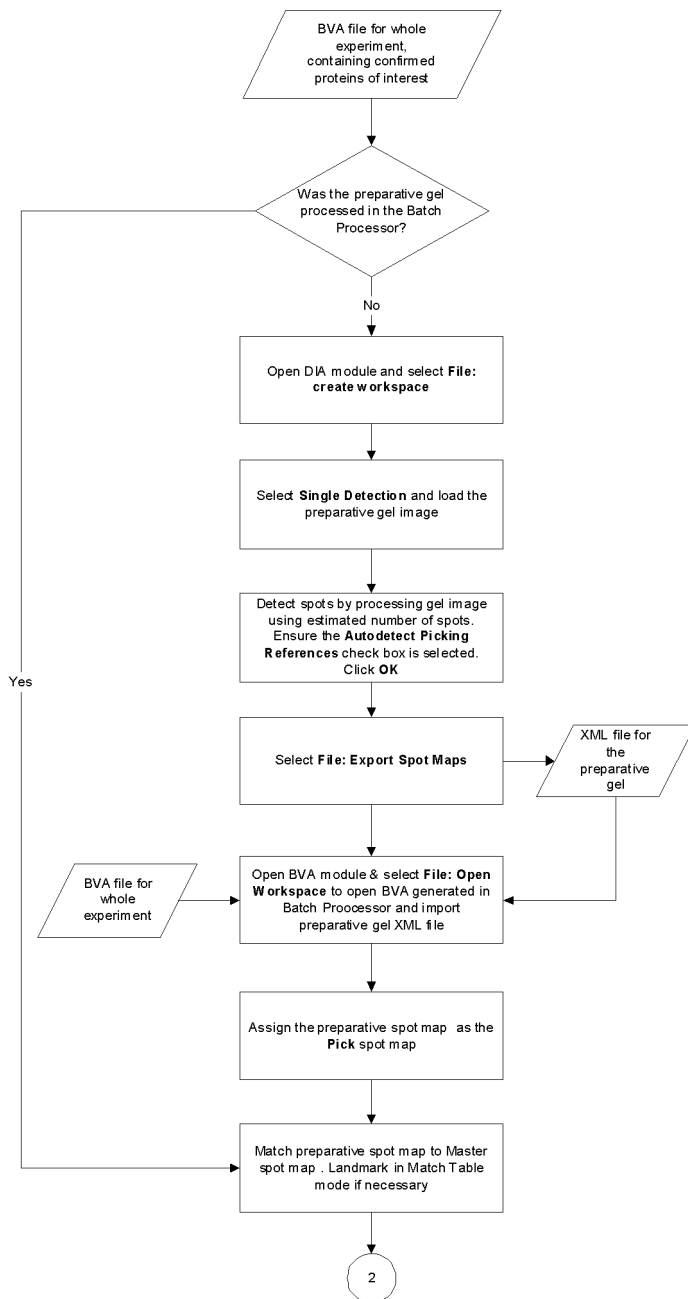 BVA file for whole
experiment,
containing confirmed
proteins of interest
Was the preparative gel
processed in the Batch
Processor?
No
Open DIA module and select File:
create workspace
Select Single Detection and load the
preparative gel image
Detect spots by processing gel image
using estimated number of spots.
Ensure the Autodetect Picking
References check box is selected.
Click OK
Yes
Select File: Export Spot Maps
XML file for
the
preparative
gel
BVA file for
whole
experiment
Open BVA module & select File: Open
Workspace to open BVA generated in
Batch Proocessor and import
preparative gel XML file
Assign the preparative spot map as the
Pick spot map
Match preparative spot map to Master
spot map . Landmark in Match Table
mode if necessary
2